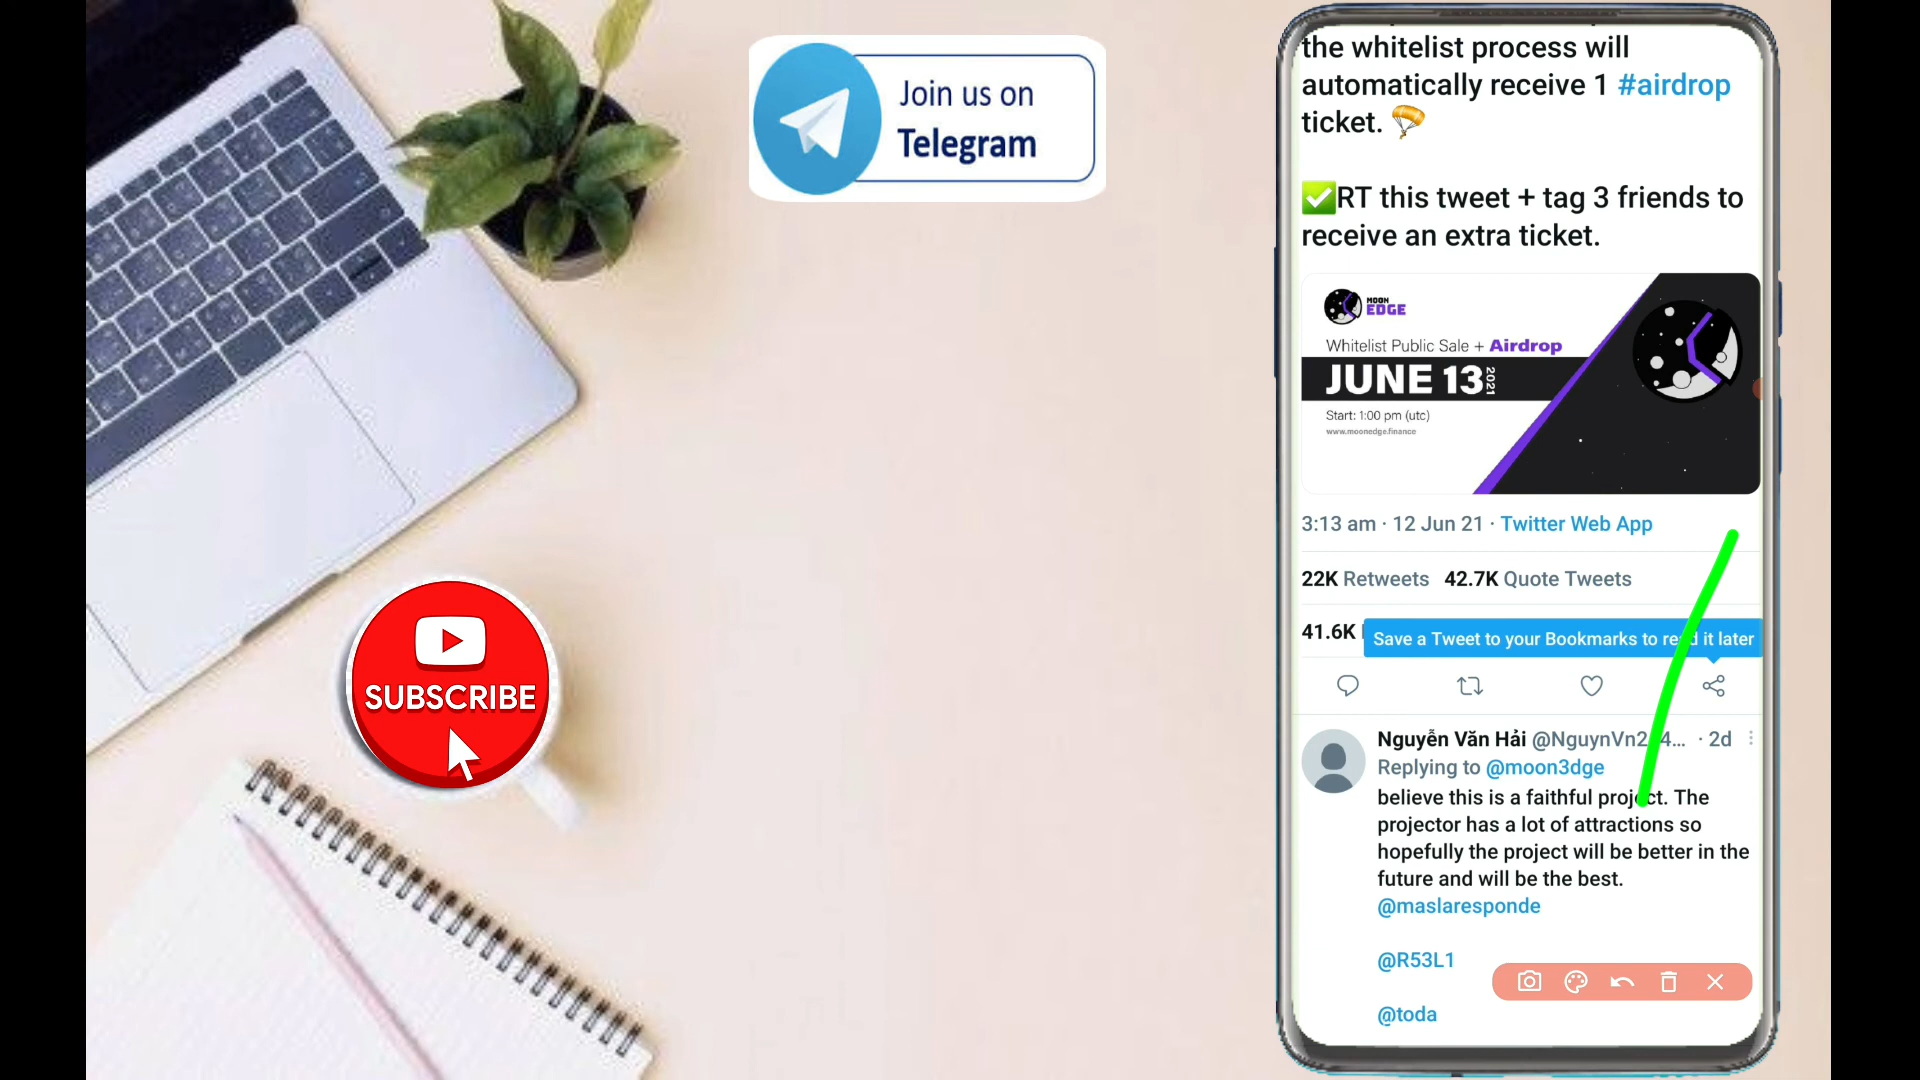 Join us on
Telegram
SUBSCRIBE
the whitelist process will
automatically receive 1 #airdrop
ticket. 🪂
✅RT this tweet + tag 3 friends to
receive an extra ticket.
MOON
EDGE
Whitelist Public Sale + Airdrop
JUNE 13 2021
Start: 1:00 pm (utc)
www.moonedge.finance
3:13 am · 12 Jun 21 · Twitter Web App
22K Retweets 42.7K Quote Tweets
41.6K
Save a Tweet to your Bookmarks to read it later
Nguyễn Văn Hải @NguynVn2 4... · 2d
Replying to @moon3dge
believe this is a faithful project. The
projector has a lot of attractions so
hopefully the project will be better in the
future and will be the best.
@maslaresponde
@R53L1
@toda